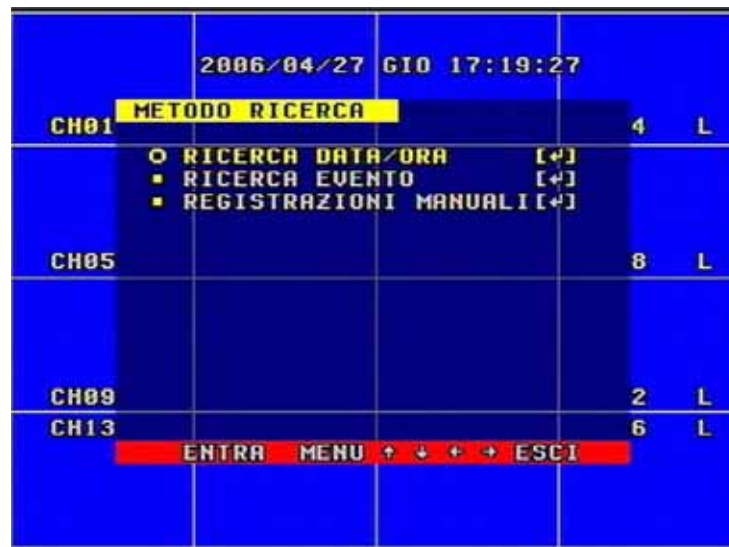 2006/04/27 GIO 17:19:27
METODO RICERCA
CH01 4 L
RICERCA DATA/ORA [↵]
RICERCA EVENTO [↵]
REGISTRAZIONI MANUALI[↵]
CH05 8 L
CH09 2 L
CH13 6 L
ENTRA MENU ↑ ↓ ← → ESCI